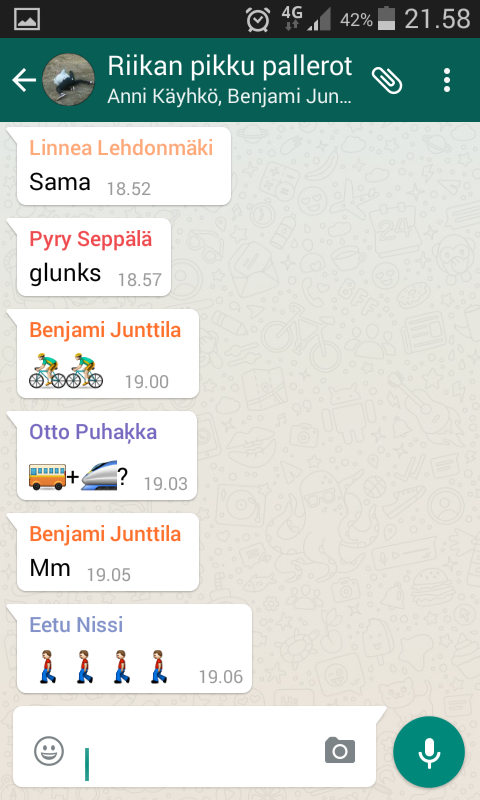 4G 42% 21.58
Riikan pikku pallerot
Anni Käyhkö, Benjami Jun...
Linnea Lehdonmäki
Sama 18.52
Pyry Seppälä
glunks 18.57
Benjami Junttila
🚴🚴 19.00
Otto Puhaķka
🚌+🚄? 19.03
Benjami Junttila
Mm 19.05
Eetu Nissi
🚶🚶🚶🚶 19.06